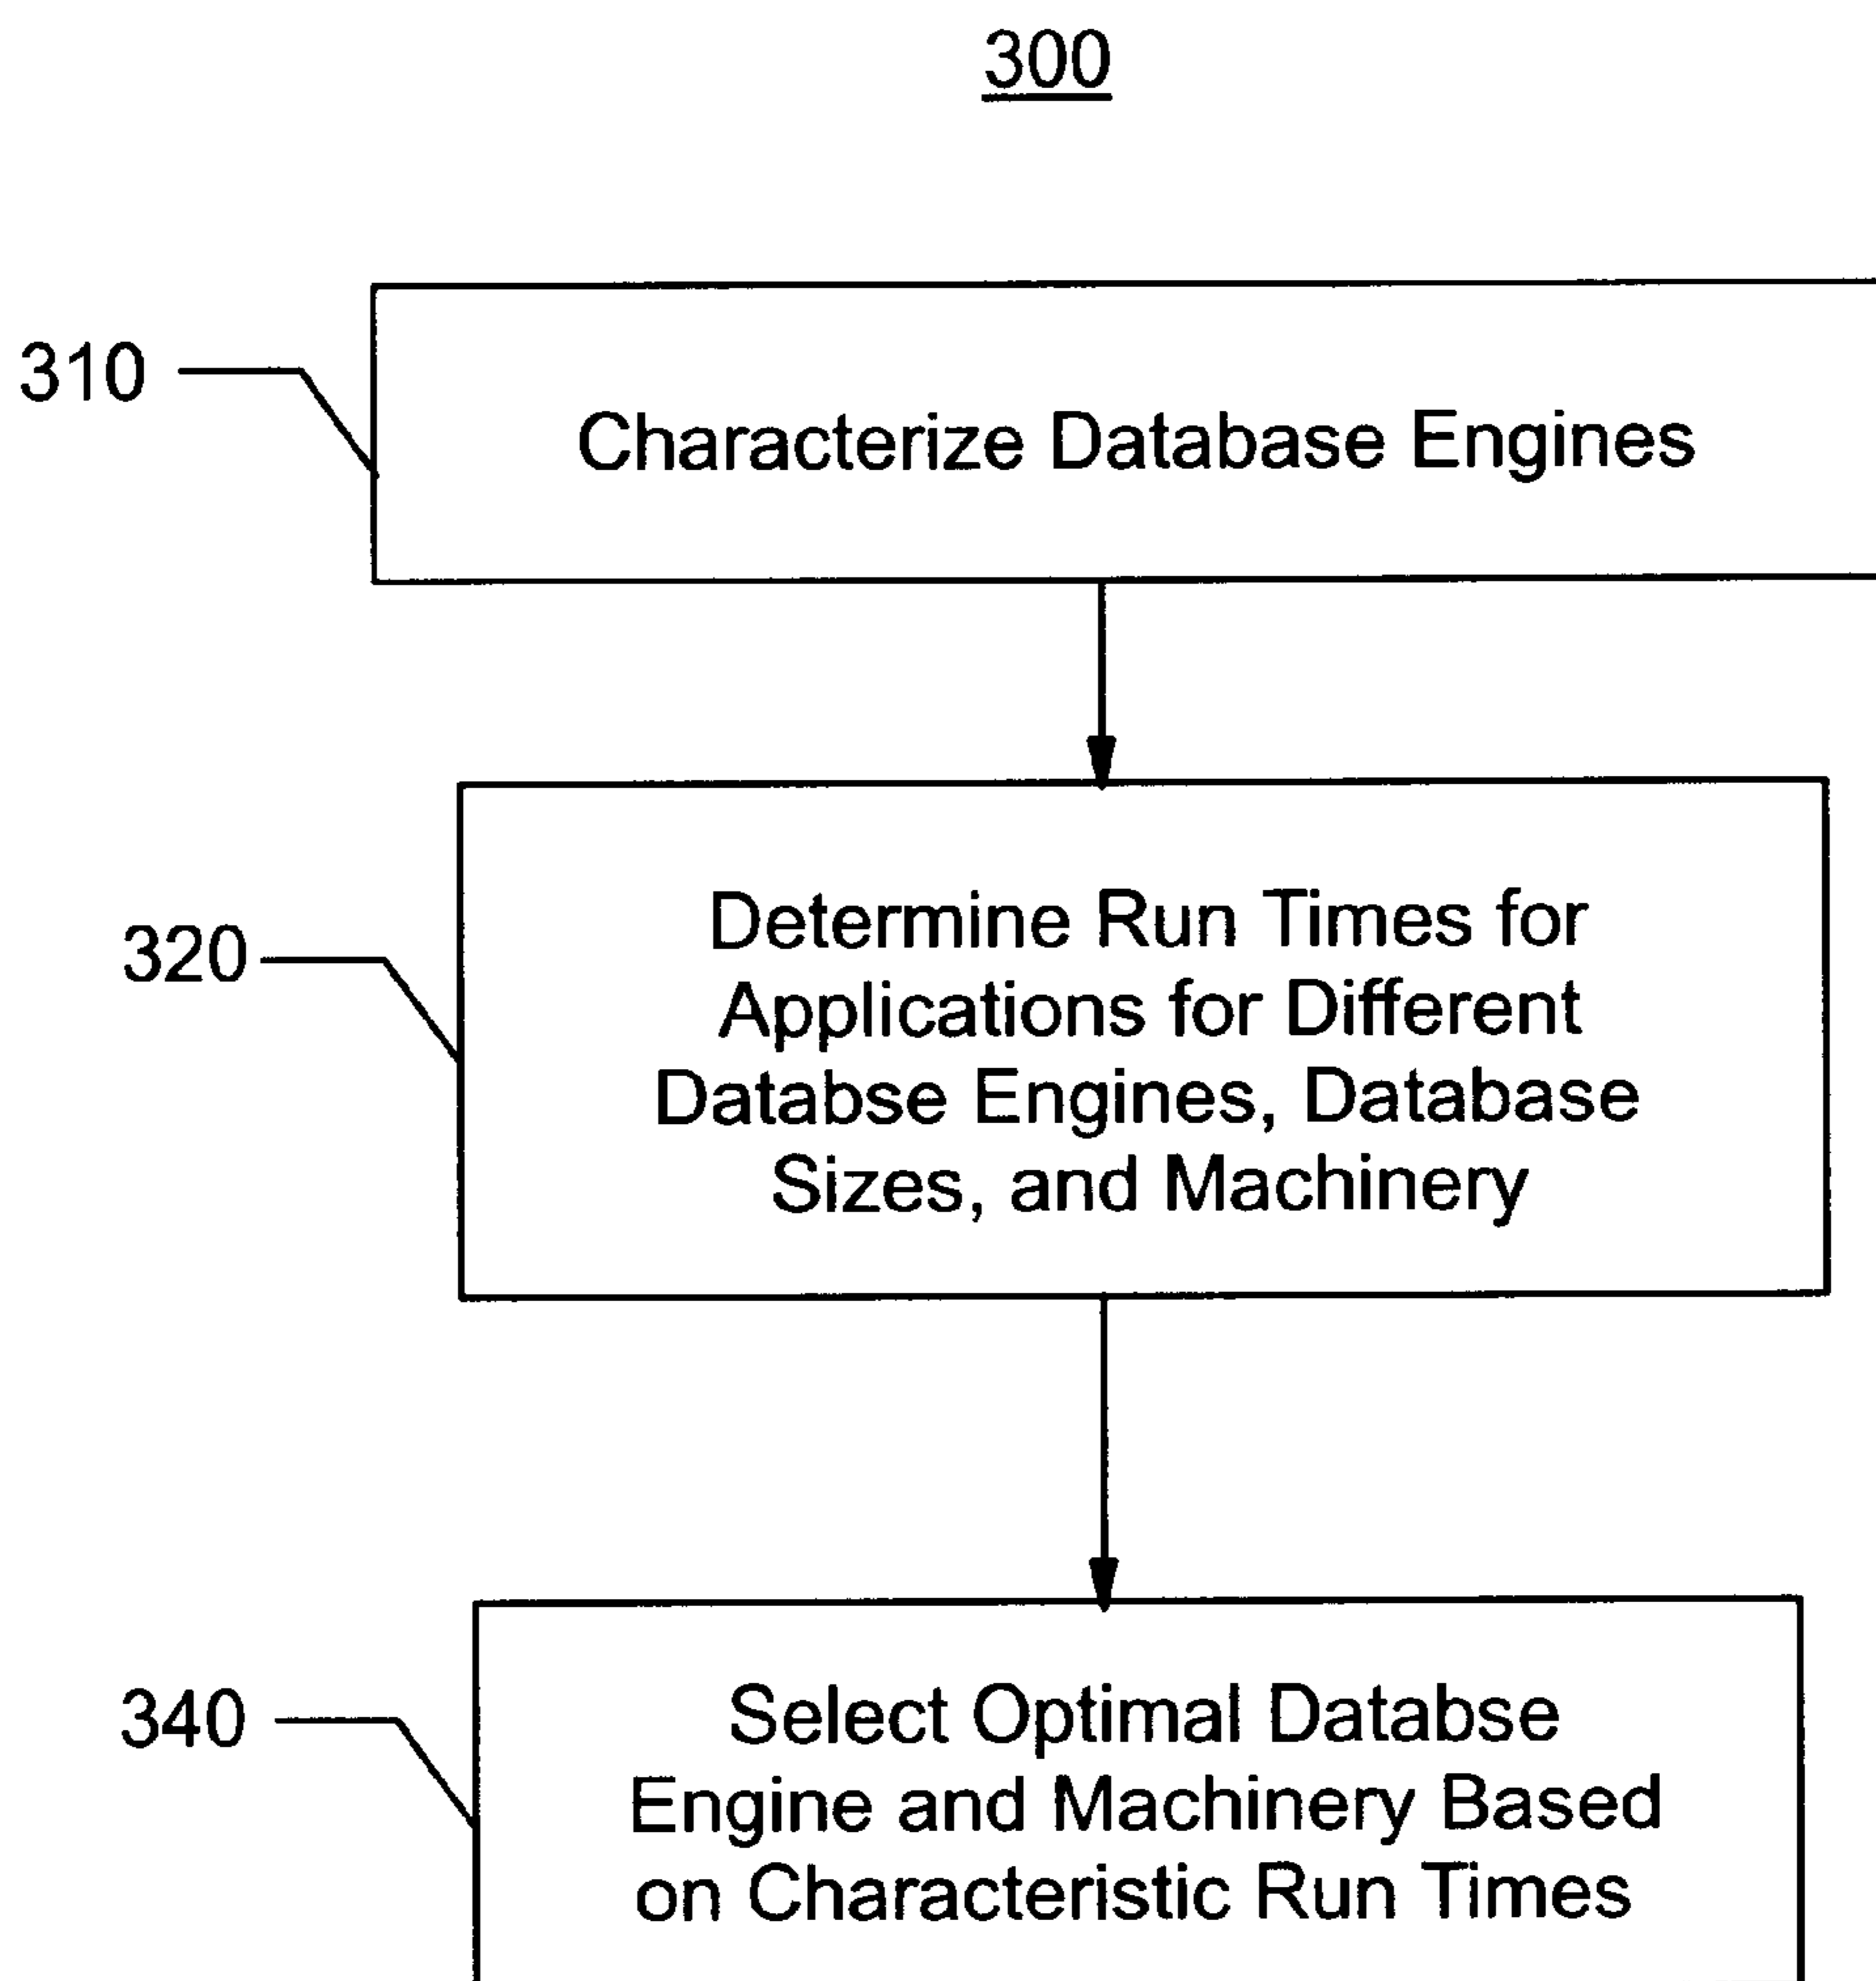 300
310
Characterize Database Engines
320
Determine Run Times for
Applications for Different
Databse Engines, Database
Sizes, and Machinery
340
Select Optimal Databse
Engine and Machinery Based
on Characteristic Run Times